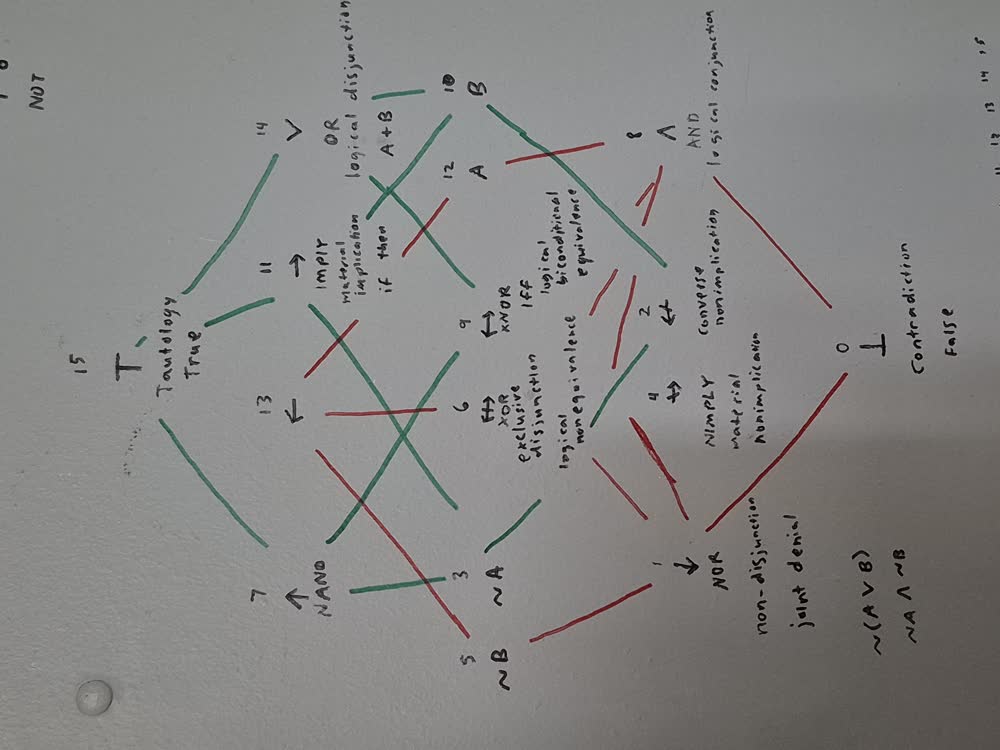 0
NOT
15
⊤
Tautology
True
7
↑
NAND
13
←
11
→
IMPLY
material
implication
if then
14
∨
OR
logical disjunction
A+B
5
~B
3
~A
6
↮
XOR
exclusive
disjunction
logical
nonequivalence
9
↔
XNOR
IFF
logical
biconditional
equivalence
12
A
10
B
1
↓
NOR
non-disjunction
joint denial
~(A ∨ B)
~A ∧ ~B
4
↛
NIMPLY
material
nonimplication
2
↚
Converse
nonimplication
8
∧
AND
logical conjunction
0
⊥
Contradiction
False
11 12 13 14 15